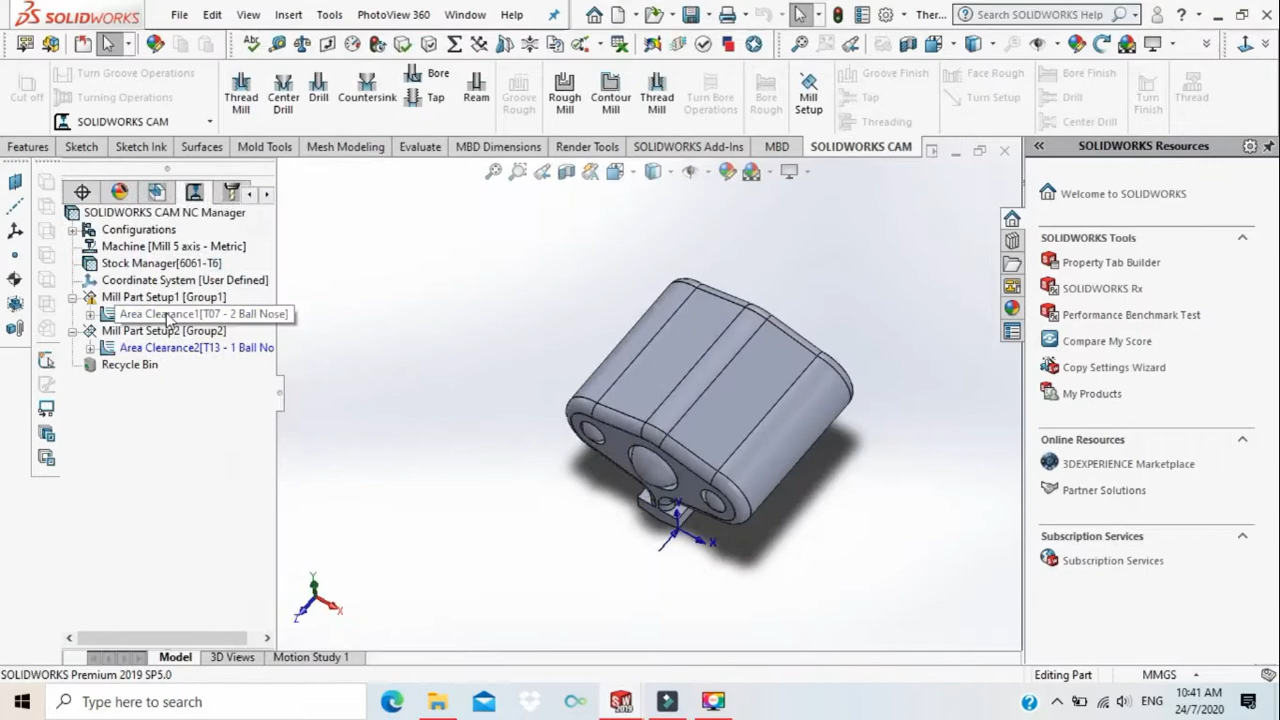 SOLIDWORKS File Edit View Insert Tools PhotoView 360 Window Help Ther... Search SOLIDWORKS Help ?
Cut off
Turn Groove Operations
Turning Operations
SOLIDWORKS CAM
Thread Mill
Center Drill
Drill
Countersink
Bore
Tap
Ream
Groove Rough
Rough Mill
Contour Mill
Thread Mill
Turn Bore Operations
Bore Rough
Mill Setup
Groove Finish
Tap
Threading
Face Rough
Turn Setup
Turn Finish
Bore Finish
Drill
Center Drill
Thread
Features Sketch Sketch Ink Surfaces Mold Tools Mesh Modeling Evaluate MBD Dimensions Render Tools SOLIDWORKS Add-Ins MBD SOLIDWORKS CAM
SOLIDWORKS CAM NC Manager
Configurations
Machine [Mill 5 axis - Metric]
Stock Manager[6061-T6]
Coordinate System [User Defined]
Mill Part Setup1 [Group1]
Area Clearance1[T07 - 2 Ball Nose]
Mill Part Setup2 [Group2]
Area Clearance2[T13 - 1 Ball No
Recycle Bin
Y
X
Y
X
Z
SOLIDWORKS Resources
Welcome to SOLIDWORKS
SOLIDWORKS Tools
Property Tab Builder
SOLIDWORKS Rx
Performance Benchmark Test
Compare My Score
Copy Settings Wizard
My Products
Online Resources
3DEXPERIENCE Marketplace
Partner Solutions
Subscription Services
Subscription Services
Model 3D Views Motion Study 1
SOLIDWORKS Premium 2019 SP5.0 Editing Part MMGS
Type here to search
ENG
10:41 AM
24/7/2020